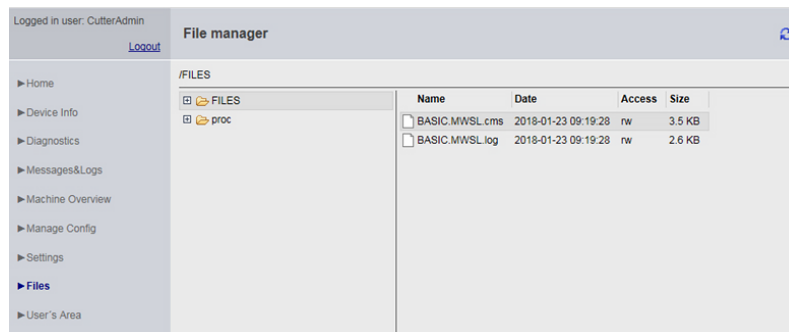 Logged in user: CutterAdmin
Logout
File manager
►Home
►Device Info
►Diagnostics
►Messages&Logs
►Machine Overview
►Manage Config
►Settings
►Files
►User´s Area
/FILES
FILES
proc
Name Date Access Size
BASIC.MWSL.cms 2018-01-23 09:19:28 rw 3.5 KB
BASIC.MWSL.log 2018-01-23 09:19:28 rw 2.6 KB